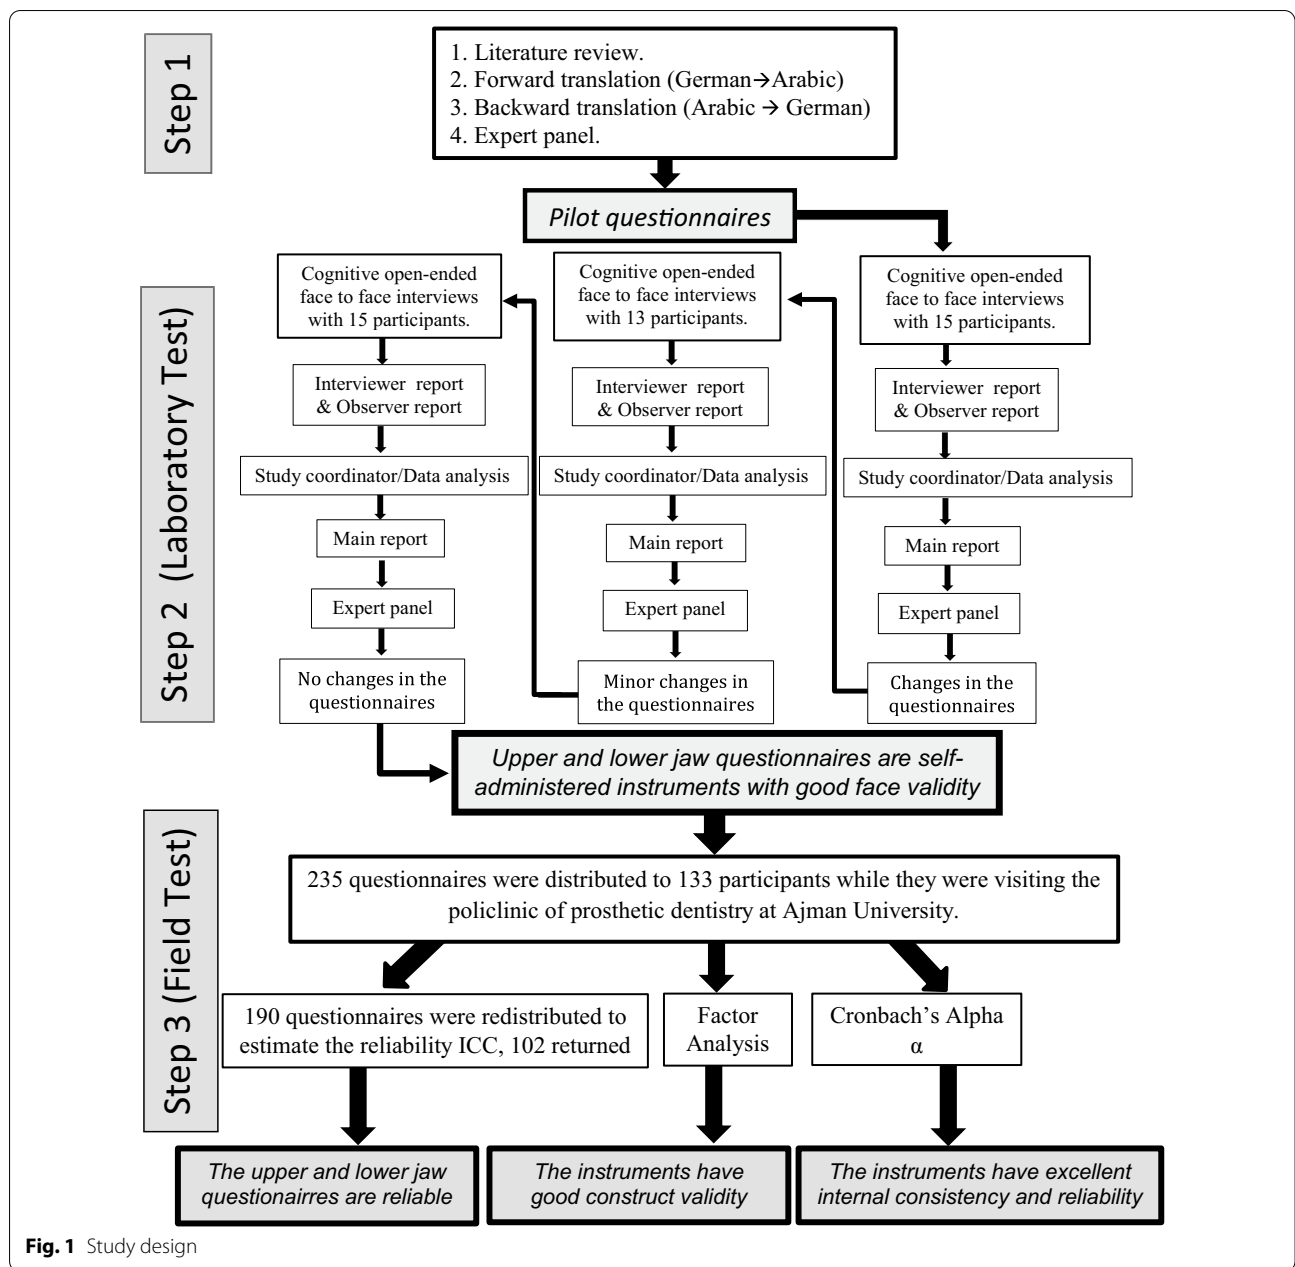 Step 1
1. Literature review.
2. Forward translation (German→Arabic)
3. Backward translation (Arabic → German)
4. Expert panel.
Pilot questionnaires
Step 2 (Laboratory Test)
Cognitive open-ended
face to face interviews
with 15 participants.
Interviewer report
& Observer report
Study coordinator/Data analysis
Main report
Expert panel
No changes in the
questionnaires
Cognitive open-ended
face to face interviews
with 13 participants.
Interviewer report
& Observer report
Study coordinator/Data analysis
Main report
Expert panel
Minor changes in
the questionnaires
Cognitive open-ended
face to face interviews
with 15 participants.
Interviewer report
& Observer report
Study coordinator/Data analysis
Main report
Expert panel
Changes in the
questionnaires
Upper and lower jaw questionnaires are self-
administered instruments with good face validity
Step 3 (Field Test)
235 questionnaires were distributed to 133 participants while they were visiting the
policlinic of prosthetic dentistry at Ajman University.
190 questionnaires were redistributed to
estimate the reliability ICC, 102 returned
Factor
Analysis
Cronbach’s Alpha
α
The upper and lower jaw
questionairres are reliable
The instruments have
good construct validity
The instruments have excellent
internal consistency and reliability
Fig. 1 Study design